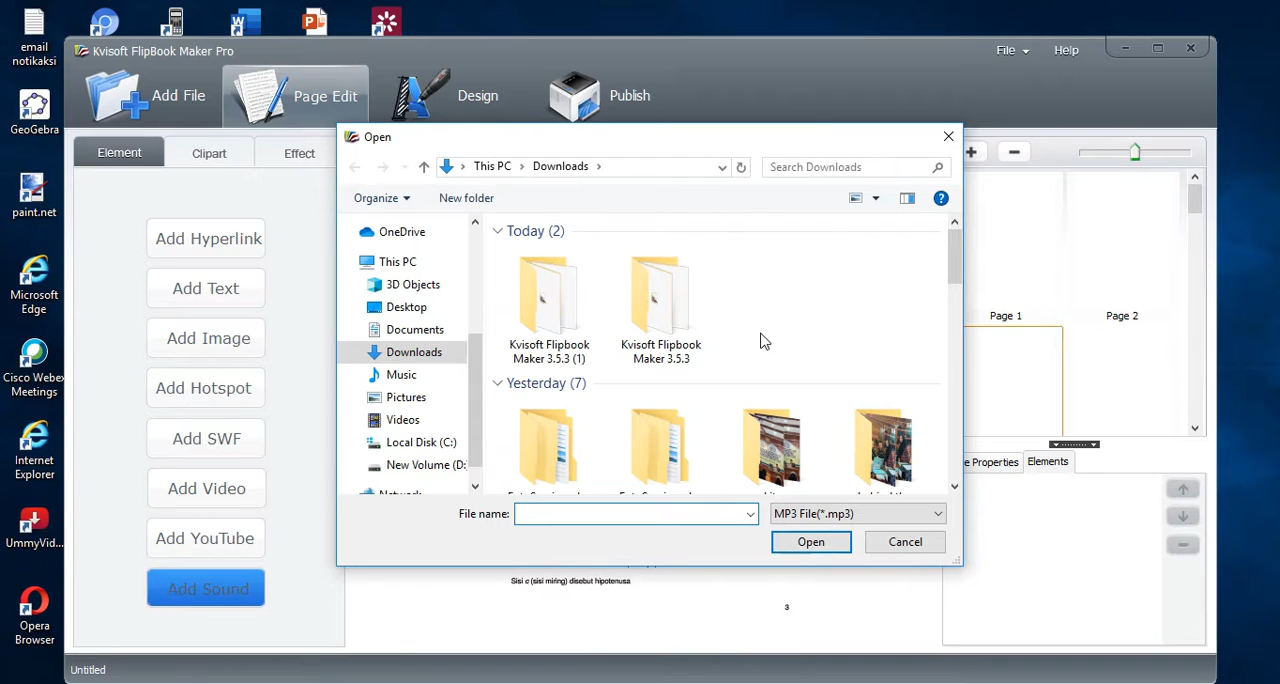 email
notikaksi
GeoGebra
paint.net
Microsoft
Edge
Cisco Webex
Meetings
Internet
Explorer
UmmyVid...
Opera
Browser
Kvisoft FlipBook Maker Pro
File
Help
Add File
Page Edit
Design
Publish
Element
Clipart
Effect
Add Hyperlink
Add Text
Add Image
Add Hotspot
Add SWF
Add Video
Add YouTube
Add Sound
Open
This PC
Downloads
Search Downloads
Organize
New folder
OneDrive
This PC
3D Objects
Desktop
Documents
Downloads
Music
Pictures
Videos
Local Disk (C:)
New Volume (D:
Network
Today (2)
Kvisoft Flipbook
Maker 3.5.3 (1)
Kvisoft Flipbook
Maker 3.5.3
Yesterday (7)
File name:
MP3 File(*.mp3)
Open
Cancel
Page 1
Page 2
e Properties
Elements
Sisi c (sisi miring) disebut hipotenusa
3
Untitled